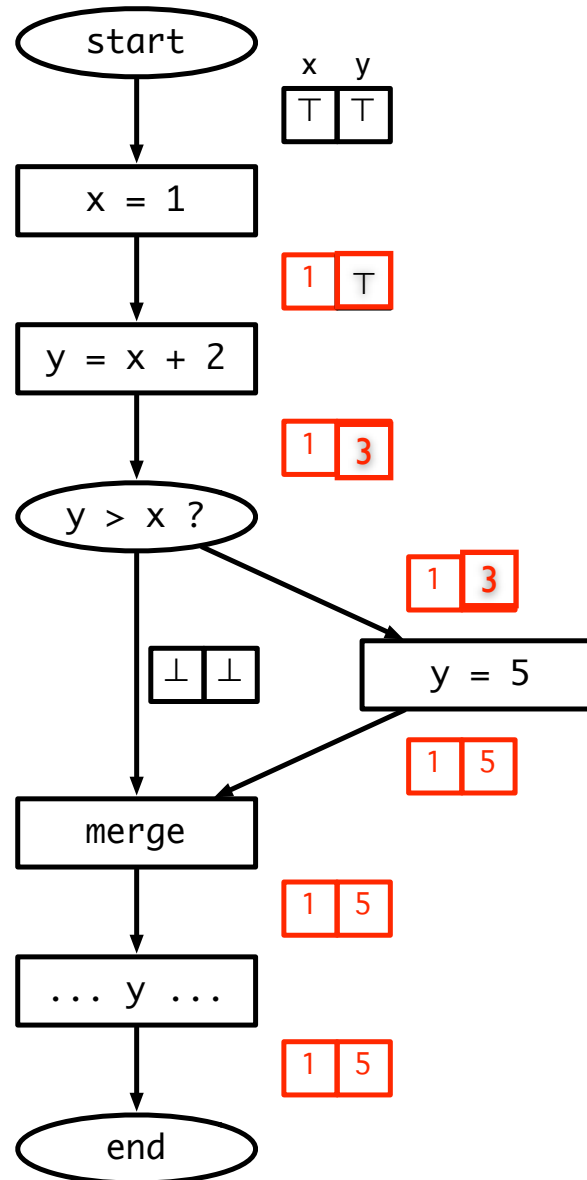 start
x y
⊤ ⊤
x = 1
1 ⊤
y = x + 2
1 3
y > x ?
1 3
⊥ ⊥
y = 5
1 5
merge
1 5
... y ...
1 5
end